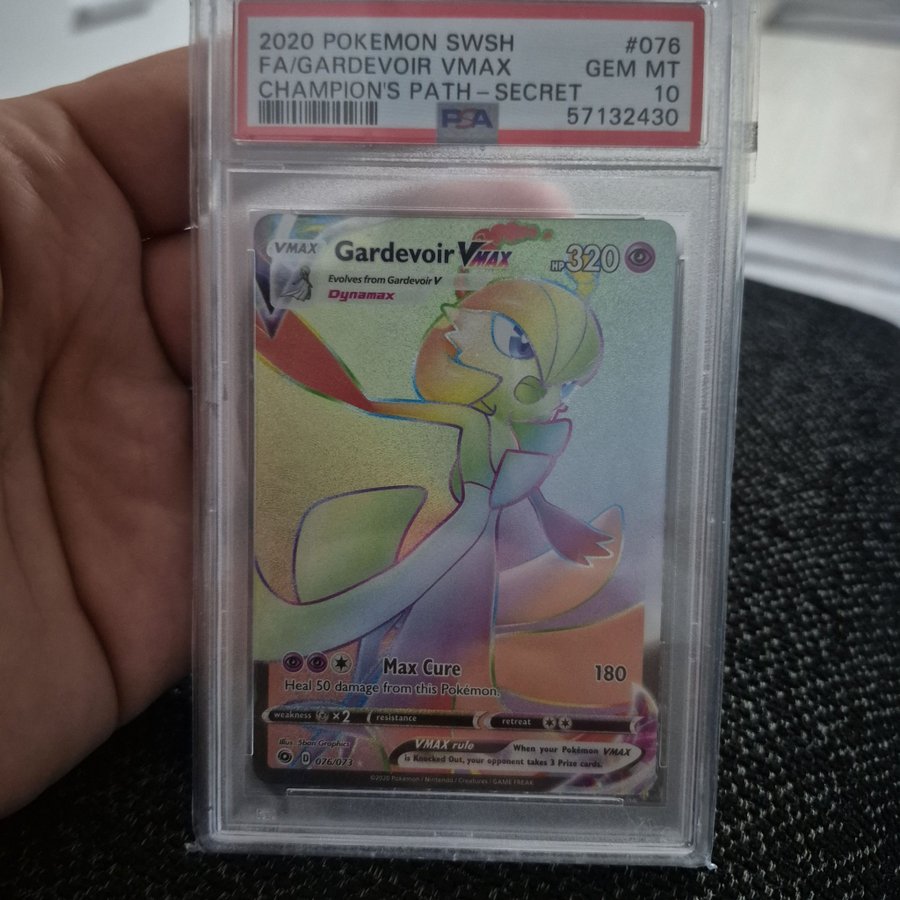 2020 POKEMON SWSH #076
FA/GARDEVOIR VMAX GEM MT
CHAMPION'S PATH-SECRET 10
PSA 57132430
VMAX Gardevoir VMAX HP 320
Evolves from Gardevoir V
Dynamax
Max Cure 180
Heal 50 damage from this Pokémon.
weakness ×2 resistance retreat
Illus. 5ban Graphics
VMAX rule When your Pokémon VMAX
is Knocked Out, your opponent takes 3 Prize cards.
D 076/073
©2020 Pokémon / Nintendo / Creatures / GAME FREAK